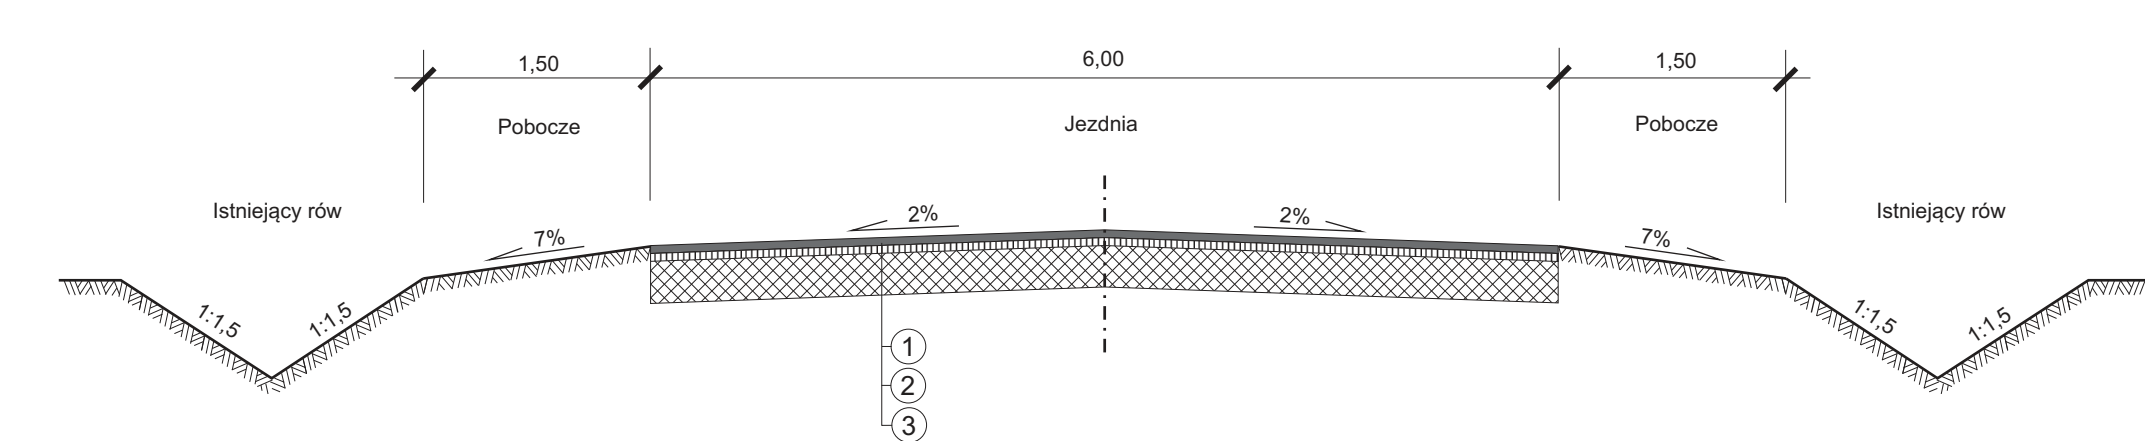 1,50
6,00
1,50
Pobocze
Jezdnia
Pobocze
Istniejący rów
Istniejący rów
7%
2%
2%
7%
1:1,5
1:1,5
1:1,5
1:1,5
1
2
3